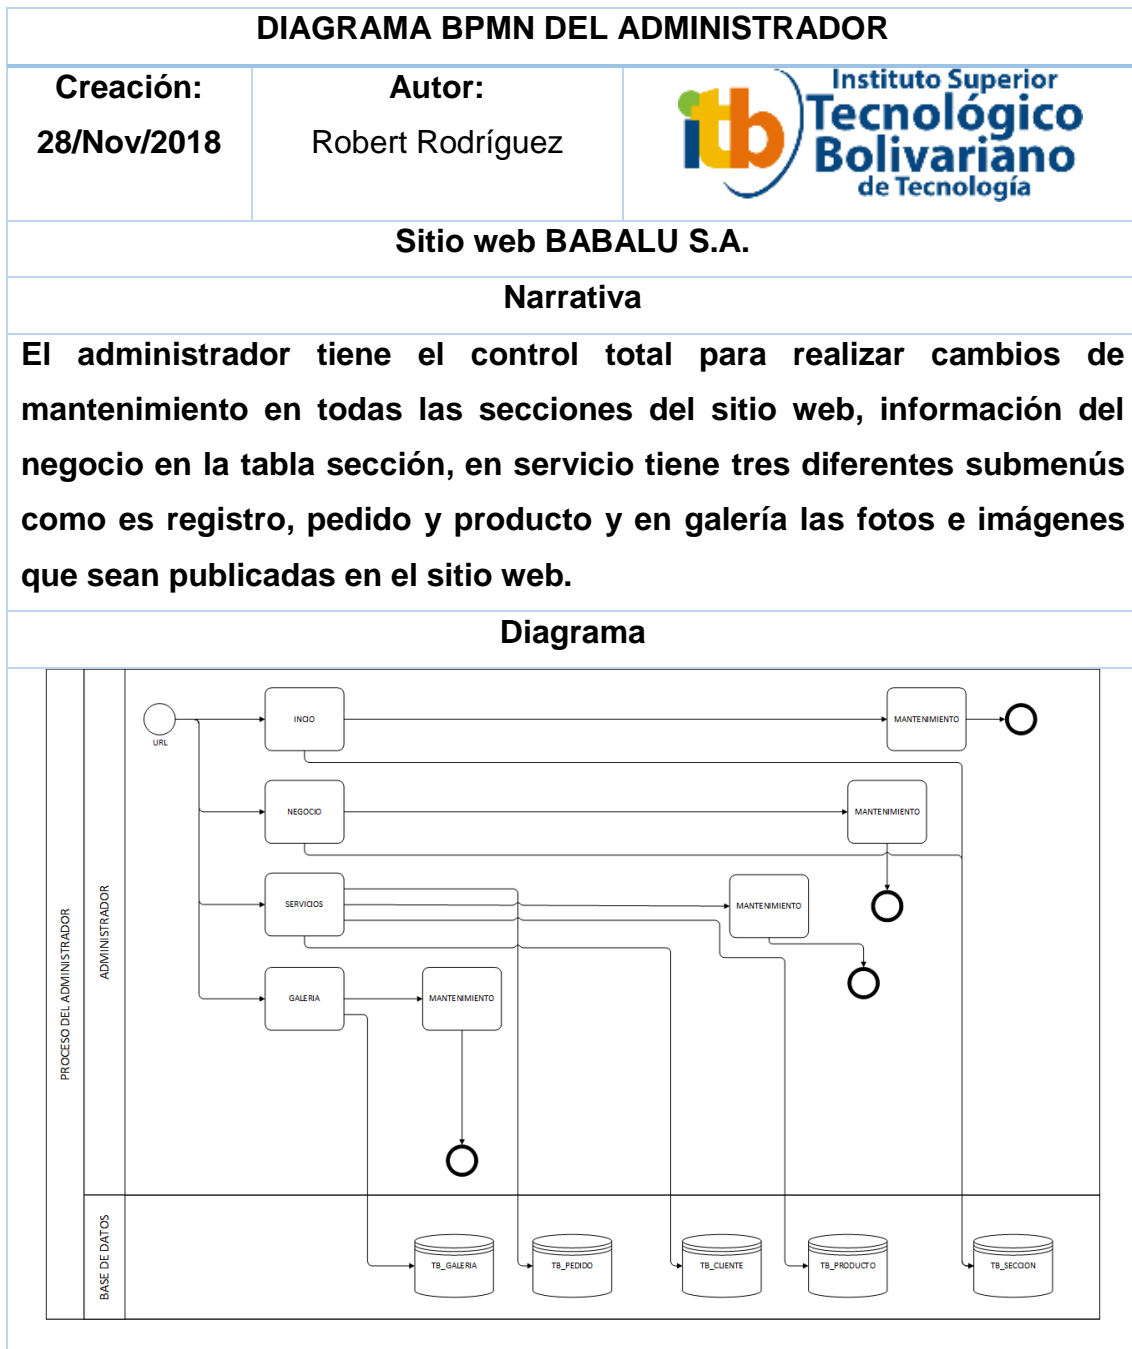 DIAGRAMA BPMN DEL ADMINISTRADOR
Creación:
28/Nov/2018
Autor:
Robert Rodríguez
itb
Instituto Superior
Tecnológico
Bolivariano
de Tecnología
Sitio web BABALU S.A.
Narrativa
El administrador tiene el control total para realizar cambios de
mantenimiento en todas las secciones del sitio web, información del
negocio en la tabla sección, en servicio tiene tres diferentes submenús
como es registro, pedido y producto y en galería las fotos e imágenes
que sean publicadas en el sitio web.
Diagrama
PROCESO DEL ADMINISTRADOR
ADMINISTRADOR
URL
INCIO
MANTENIMIENTO
NEGOCIO
MANTENIMIENTO
SERVICIOS
MANTENIMIENTO
GALERIA
MANTENIMIENTO
BASE DE DATOS
TB_GALERIA
TB_PEDIDO
TB_CLIENTE
TB_PRODUCTO
TB_SECCION